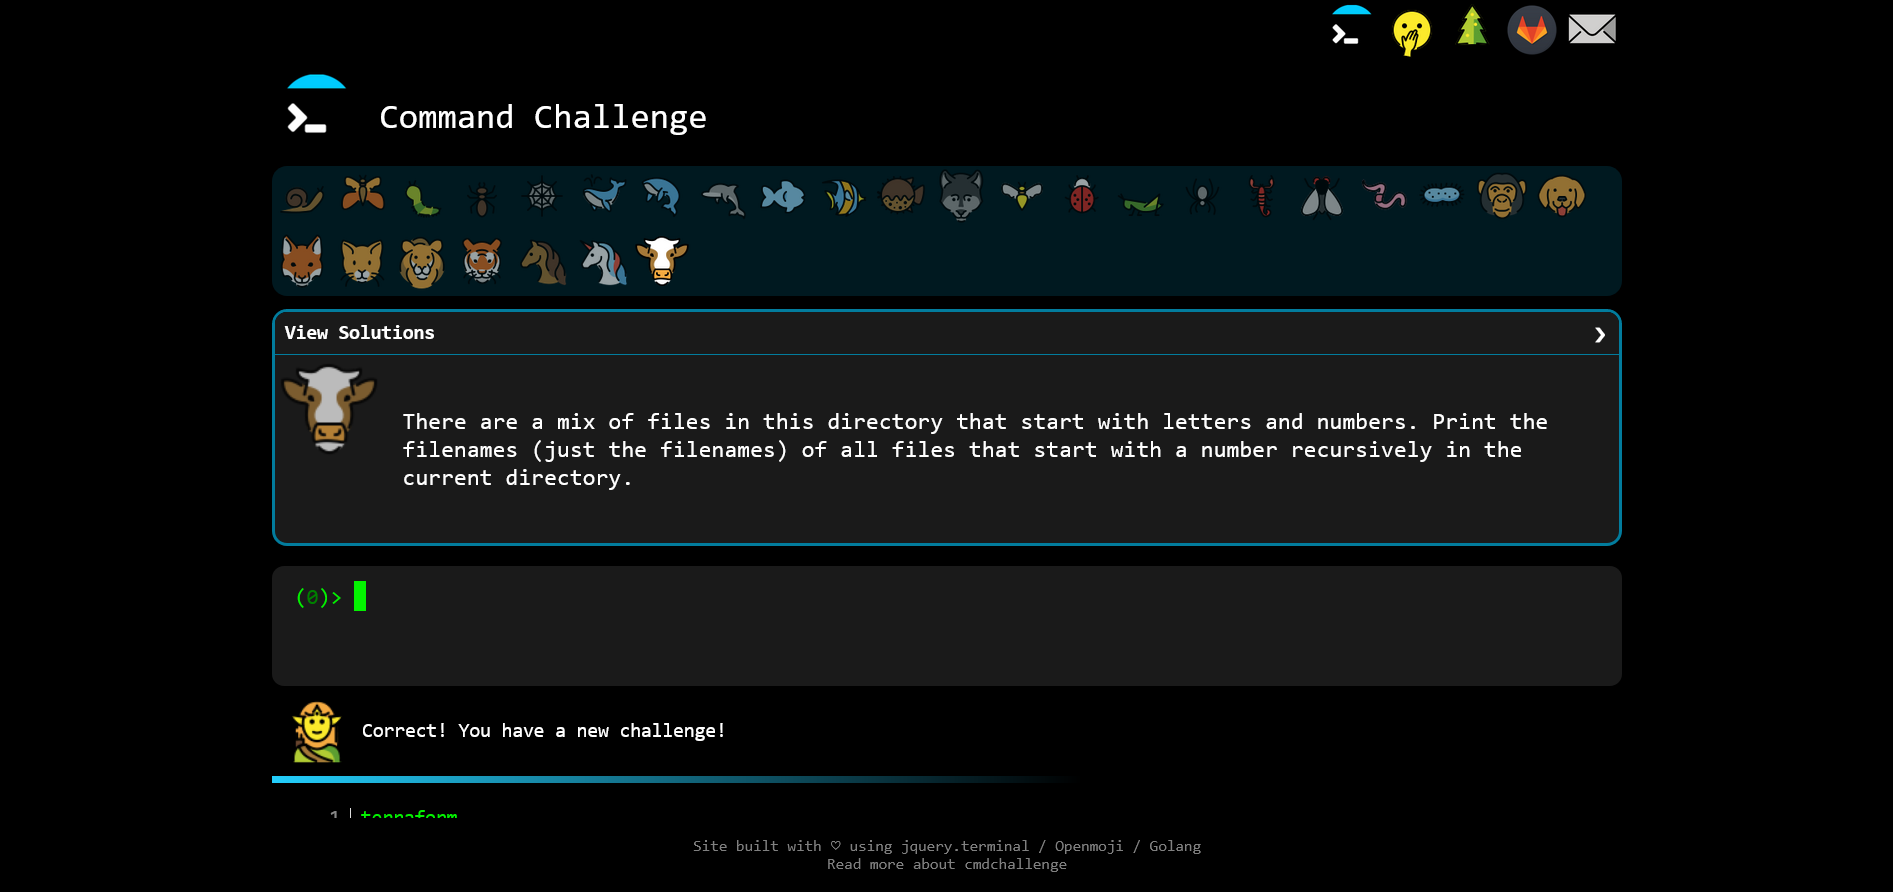 Command Challenge
View Solutions
There are a mix of files in this directory that start with letters and numbers. Print the
filenames (just the filenames) of all files that start with a number recursively in the
current directory.
(0)>
Correct! You have a new challenge!
1 terraform
Site built with ♡ using jquery.terminal / Openmoji / Golang
Read more about cmdchallenge